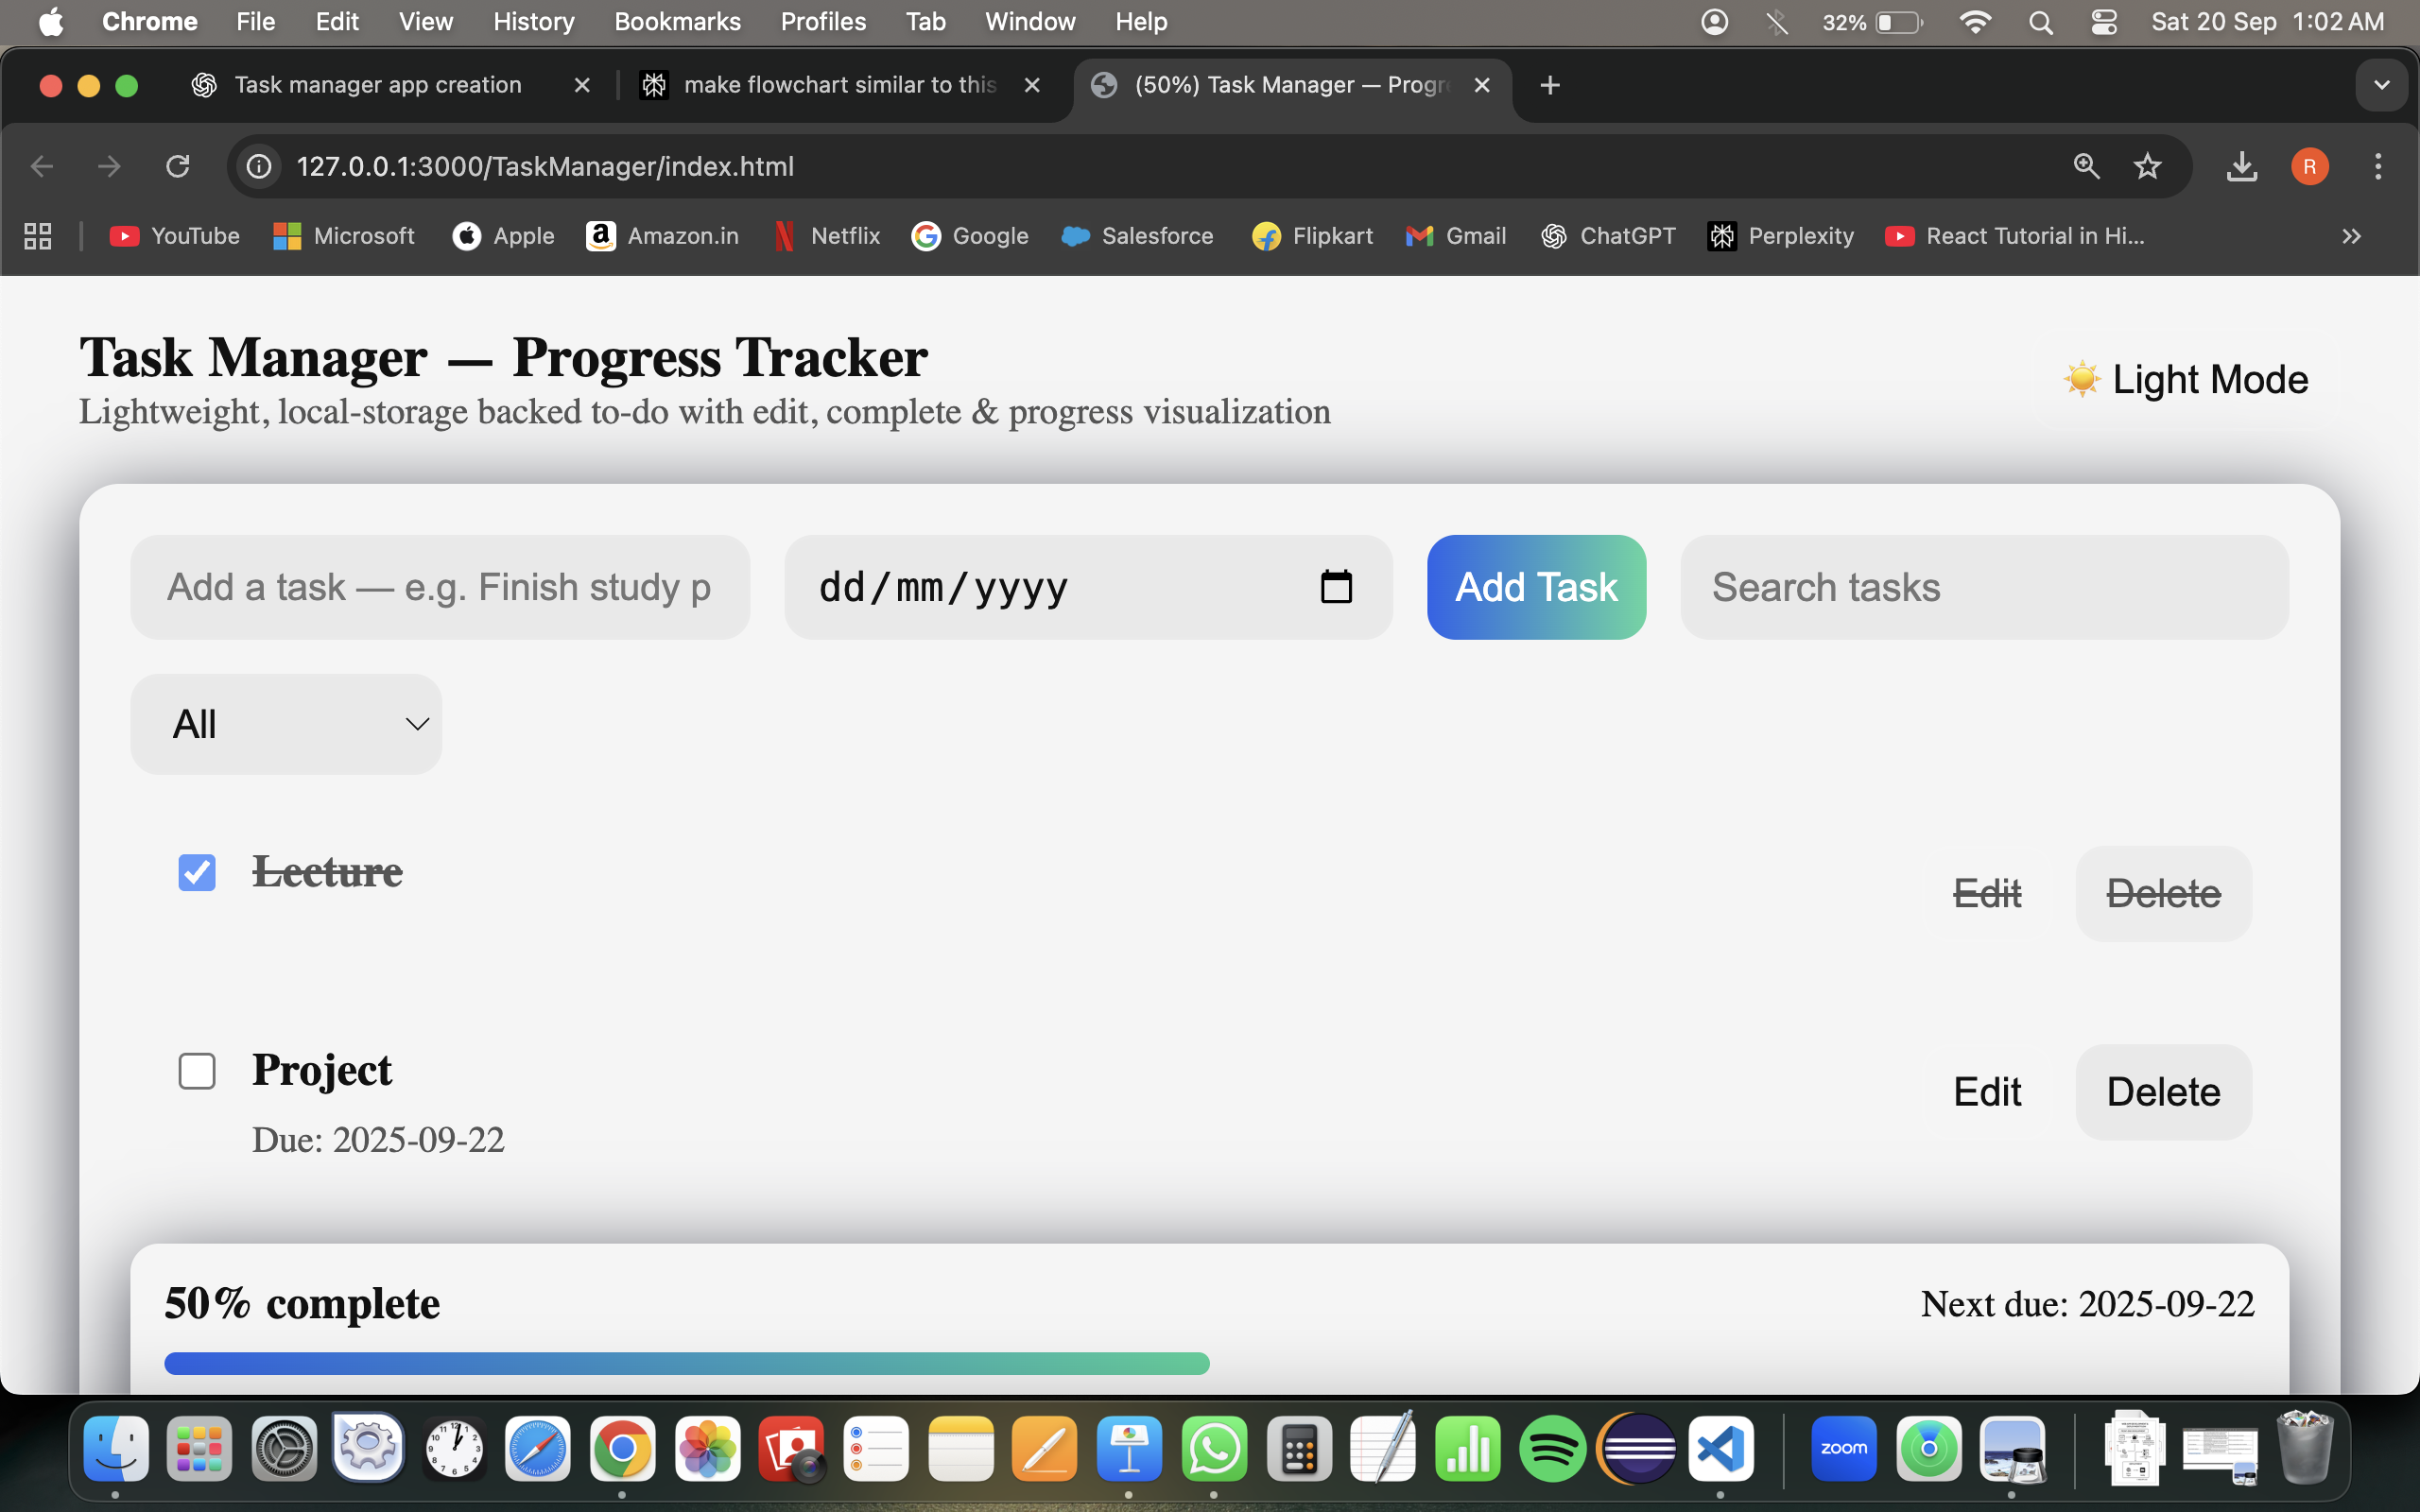 Chrome File Edit View History Bookmarks Profiles Tab Window Help 32% Sat 20 Sep 1:02 AM
Task manager app creation make flowchart similar to this (50%) Task Manager — Progre
127.0.0.1:3000/TaskManager/index.html R
YouTube Microsoft Apple Amazon.in Netflix Google Salesforce Flipkart Gmail ChatGPT Perplexity React Tutorial in Hi...
Task Manager — Progress Tracker
Lightweight, local-storage backed to-do with edit, complete & progress visualization
Light Mode
Add a task — e.g. Finish study p dd/mm/yyyy Add Task Search tasks
All
Lecture Edit Delete
Project Edit Delete
Due: 2025-09-22
50% complete Next due: 2025-09-22
zoom